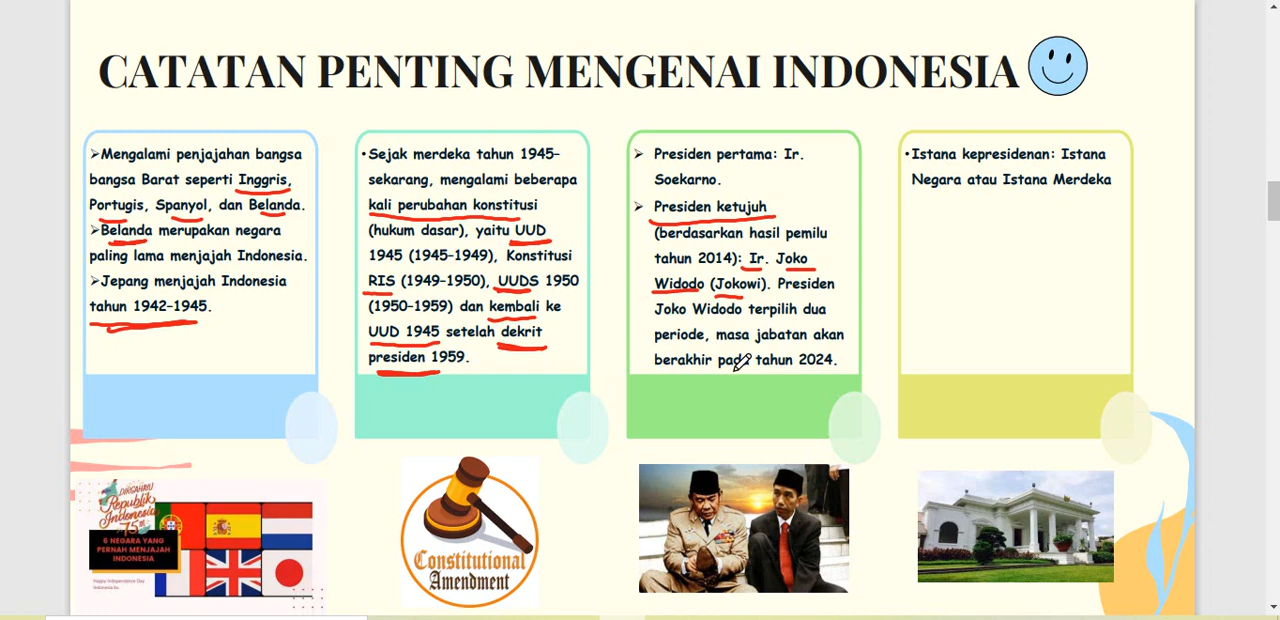 CATATAN PENTING MENGENAI INDONESIA
➢Mengalami penjajahan bangsa
bangsa Barat seperti Inggris,
Portugis, Spanyol, dan Belanda.
➢Belanda merupakan negara
paling lama menjajah Indonesia.
➢Jepang menjajah Indonesia
tahun 1942-1945.
•Sejak merdeka tahun 1945-
sekarang, mengalami beberapa
kali perubahan konstitusi
(hukum dasar), yaitu UUD
1945 (1945-1949), Konstitusi
RIS (1949-1950), UUDS 1950
(1950-1959) dan kembali ke
UUD 1945 setelah dekrit
presiden 1959.
➢ Presiden pertama: Ir.
Soekarno.
➢ Presiden ketujuh
(berdasarkan hasil pemilu
tahun 2014): Ir. Joko
Widodo (Jokowi). Presiden
Joko Widodo terpilih dua
periode, masa jabatan akan
berakhir pada tahun 2024.
•Istana kepresidenan: Istana
Negara atau Istana Merdeka
DIRGAHAYU
Republik
Indonesia
75
6 NEGARA YANG
PERNAH MENJAJAH
INDONESIA
Happy Independence Day
Constitutional
Amendment